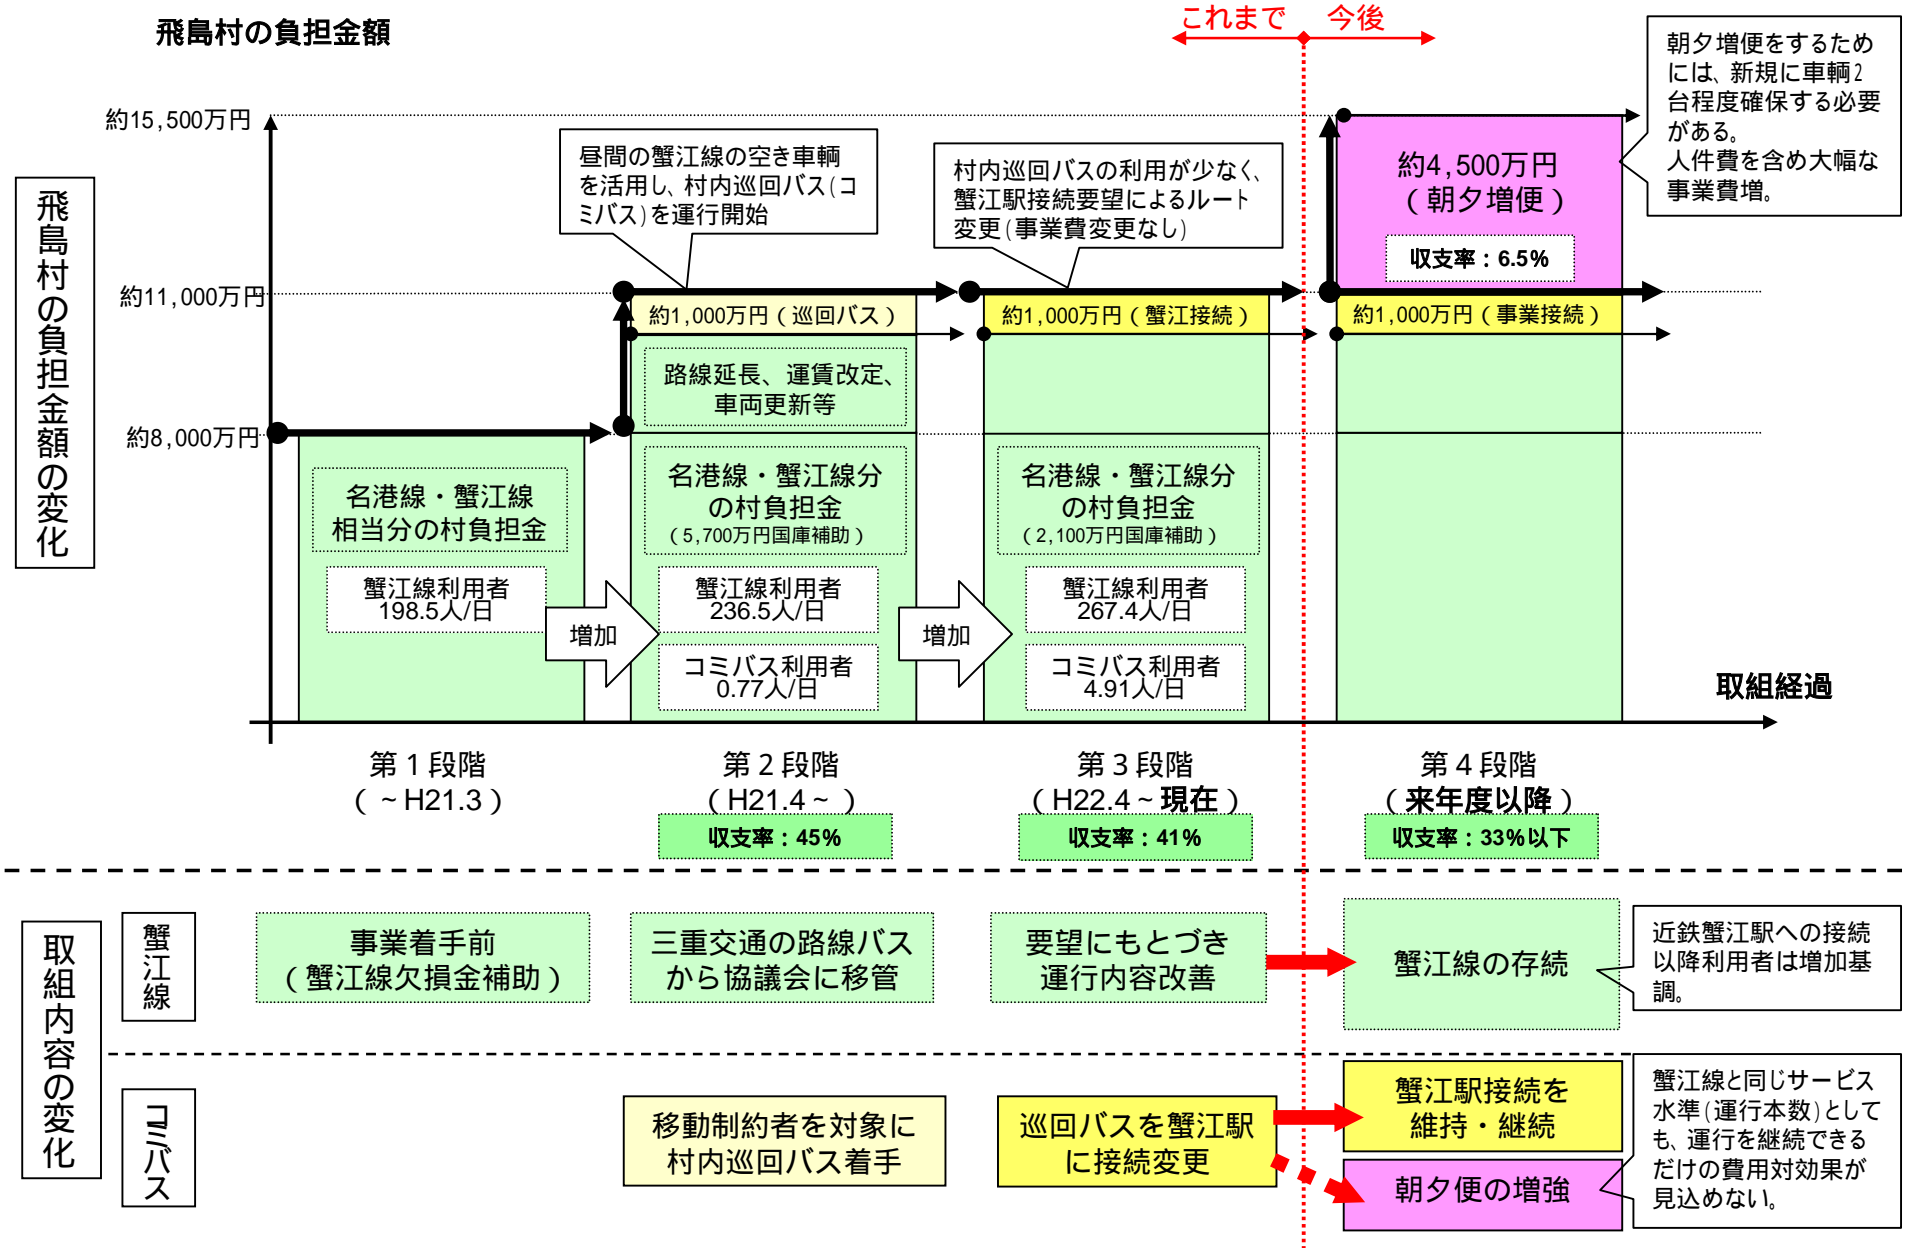 飛島村の負担金額
これまで
今後
朝夕増便をするため
には、新規に車輌2
台程度確保する必要
がある。
人件費を含め大幅な
事業費増。
約15,500万円
昼間の蟹江線の空き車輌
を活用し、村内巡回バス(コ
ミバス)を運行開始
村内巡回バスの利用が少なく、
蟹江駅接続要望によるルート
変更(事業費変更なし)
約4,500万円
(朝夕増便)
収支率：6.5%
飛島村の負担金額の変化
約11,000万円
約1,000万円(巡回バス)
約1,000万円(蟹江接続)
約1,000万円(事業接続)
路線延長、運賃改定、
車両更新等
約8,000万円
名港線・蟹江線
相当分の村負担金
名港線・蟹江線分
の村負担金
(5,700万円国庫補助)
名港線・蟹江線分
の村負担金
(2,100万円国庫補助)
蟹江線利用者
198.5人/日
増加
蟹江線利用者
236.5人/日
コミバス利用者
0.77人/日
増加
蟹江線利用者
267.4人/日
コミバス利用者
4.91人/日
取組経過
第1段階
(~H21.3)
第2段階
(H21.4~)
収支率：45%
第3段階
(H22.4~現在)
収支率：41%
第4段階
(来年度以降)
収支率：33%以下
取組内容の変化
蟹江線
事業着手前
(蟹江線欠損金補助)
三重交通の路線バス
から協議会に移管
要望にもとづき
運行内容改善
蟹江線の存続
近鉄蟹江駅への接続
以降利用者は増加基
調。
コミバス
移動制約者を対象に
村内巡回バス着手
巡回バスを蟹江駅
に接続変更
蟹江駅接続を
維持・継続
朝夕便の増強
蟹江線と同じサービス
水準(運行本数)として
も、運行を継続できる
だけの費用対効果が
見込めない。